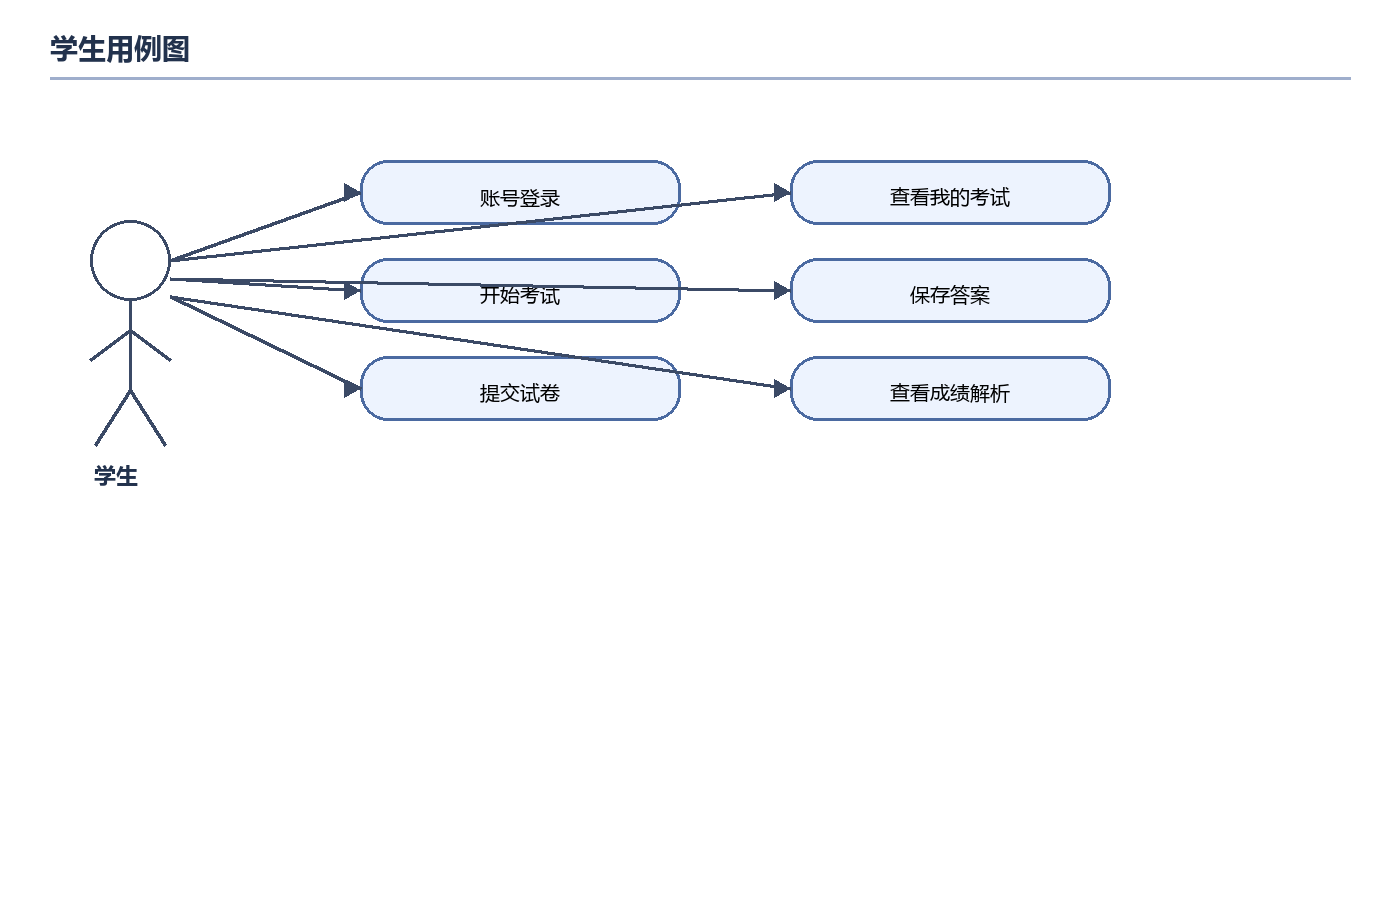 学生用例图
账号登录
查看我的考试
开始考试
保存答案
提交试卷
查看成绩解析
学生